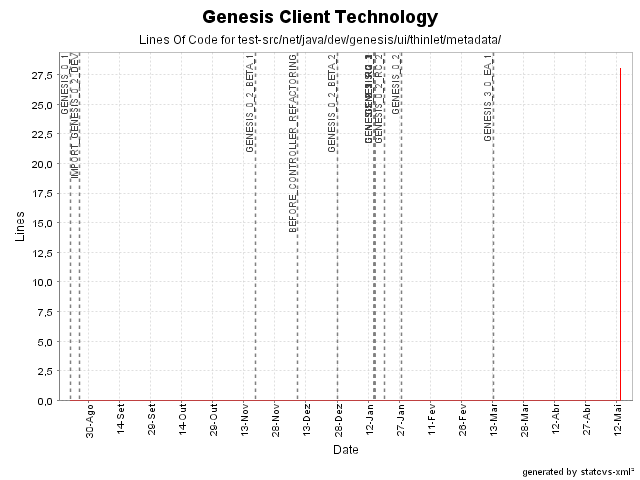 Genesis Client Technology
Lines Of Code for test-src/net/java/dev/genesis/ui/thinlet/metadata/
GENESIS_0_1
IMPORT_GENESIS_0_2_DEV
GENESIS_0_2_BETA_1
BEFORE_CONTROLLER_REFACTORING
GENESIS_0_2_BETA_2
GENESIS_0_2_RC_2
GENESIS_0_2
GENESIS_3_0_EA_1
27,5
25,0
22,5
20,0
17,5
15,0
12,5
10,0
7,5
5,0
2,5
0,0
Lines
30-Ago
14-Set
29-Set
14-Out
29-Out
13-Nov
28-Nov
13-Dez
28-Dez
12-Jan
27-Jan
11-Fev
26-Fev
13-Mar
28-Mar
12-Abr
27-Abr
12-Mai
Date
generated by statcvs-xml²